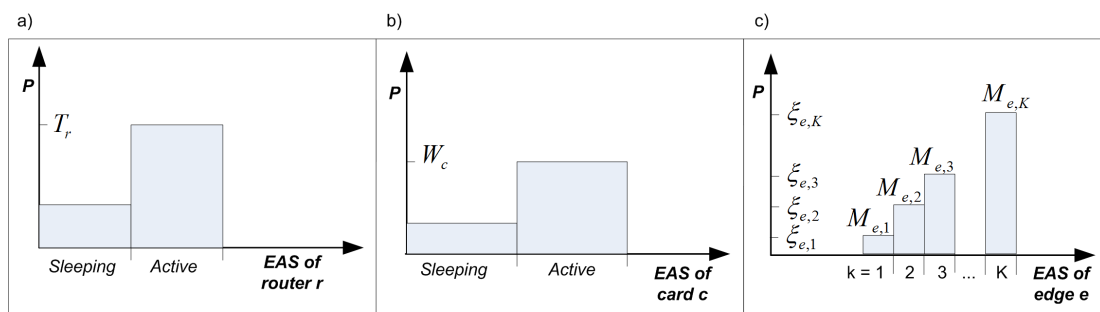 a)
P
T_r
Sleeping Active
EAS of
router r
b)
P
W_c
Sleeping Active
EAS of
card c
c)
P
M_{e,K}
ξ_{e,K}
M_{e,3}
ξ_{e,3}
M_{e,2}
ξ_{e,2}
M_{e,1}
ξ_{e,1}
k = 1 2 3 ... K
EAS of
edge e